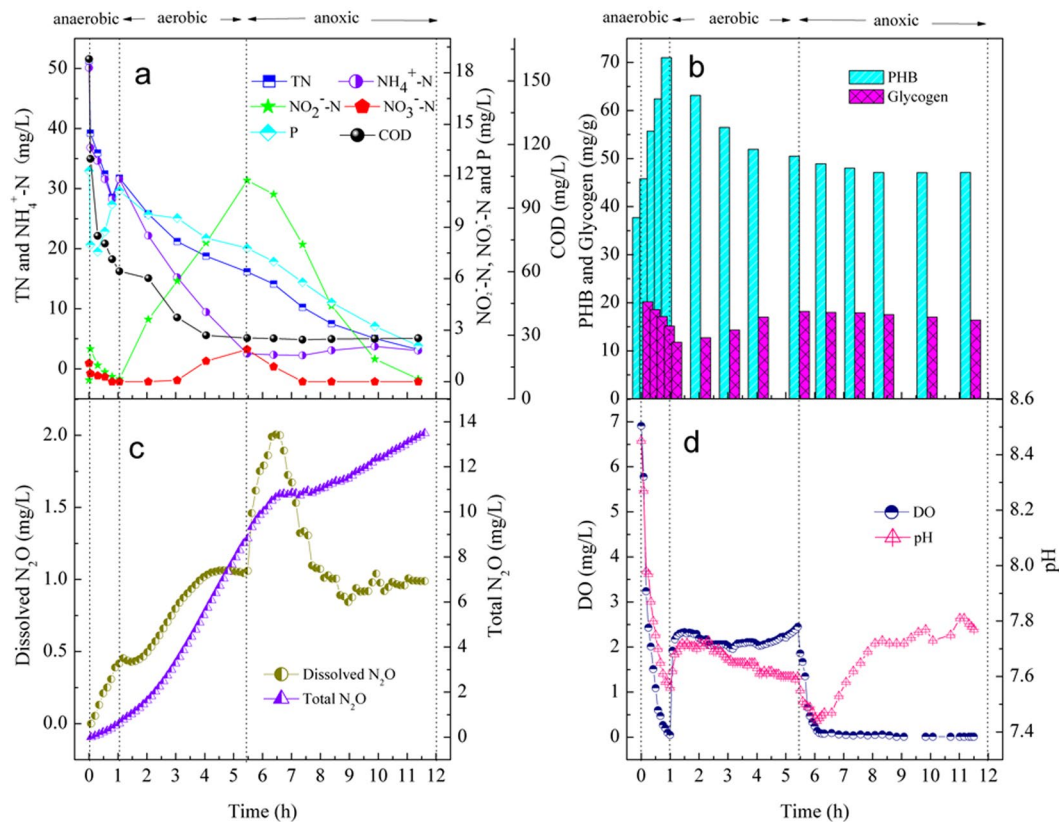 anaerobic aerobic anoxic
a
TN NH₄⁺-N
NO₂⁻-N NO₃⁻-N
P COD
TN and NH₄⁺-N (mg/L)
50
40
30
20
10
0
NO₂⁻-N, NO₃⁻-N and P (mg/L)
18
15
12
9
6
3
0
COD (mg/L)
150
120
90
60
30
0
anaerobic aerobic anoxic
b
PHB
Glycogen
PHB and Glycogen (mg/g)
70
60
50
40
30
20
10
0
c
Dissolved N₂O
Total N₂O
Dissolved N₂O (mg/L)
2.0
1.5
1.0
0.5
0.0
Total N₂O (mg/L)
14
12
10
8
6
4
2
0
0 1 2 3 4 5 6 7 8 9 10 11 12
Time (h)
d
DO
pH
DO (mg/L)
7
6
5
4
3
2
1
0
pH
8.6
8.4
8.2
8.0
7.8
7.6
7.4
0 1 2 3 4 5 6 7 8 9 10 11 12
Time (h)